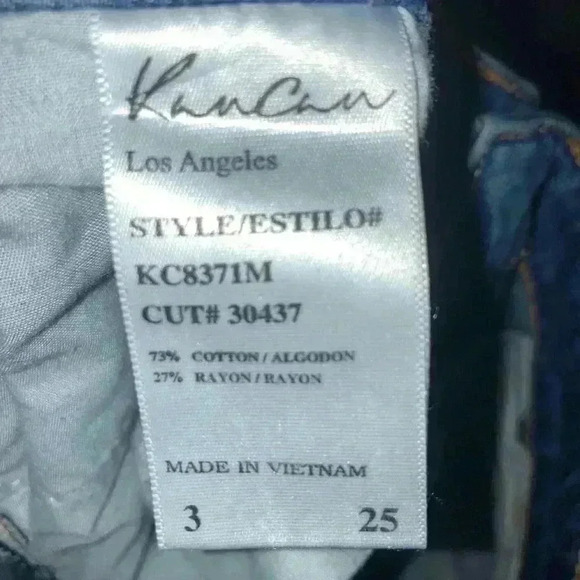 KanCan
Los Angeles
STYLE/ESTILO#
KC8371M
CUT# 30437
73% COTTON/ALGODON
27% RAYON/RAYON
MADE IN VIETNAM
3 25